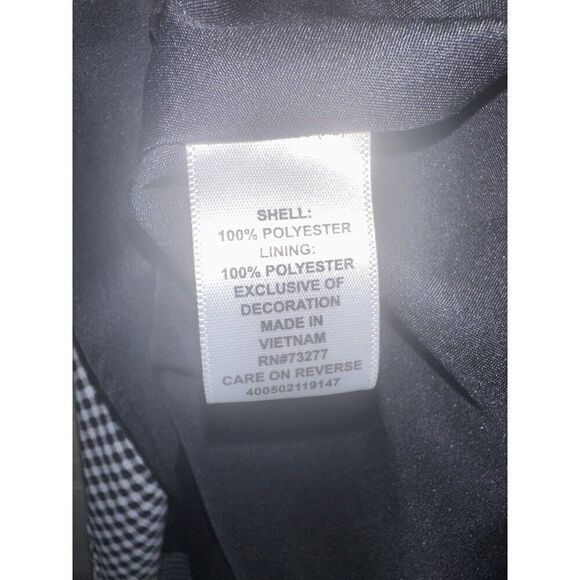 SHELL:
100% POLYESTER
LINING:
100% POLYESTER
EXCLUSIVE OF
DECORATION
MADE IN
VIETNAM
RN#73277
CARE ON REVERSE
400502119147